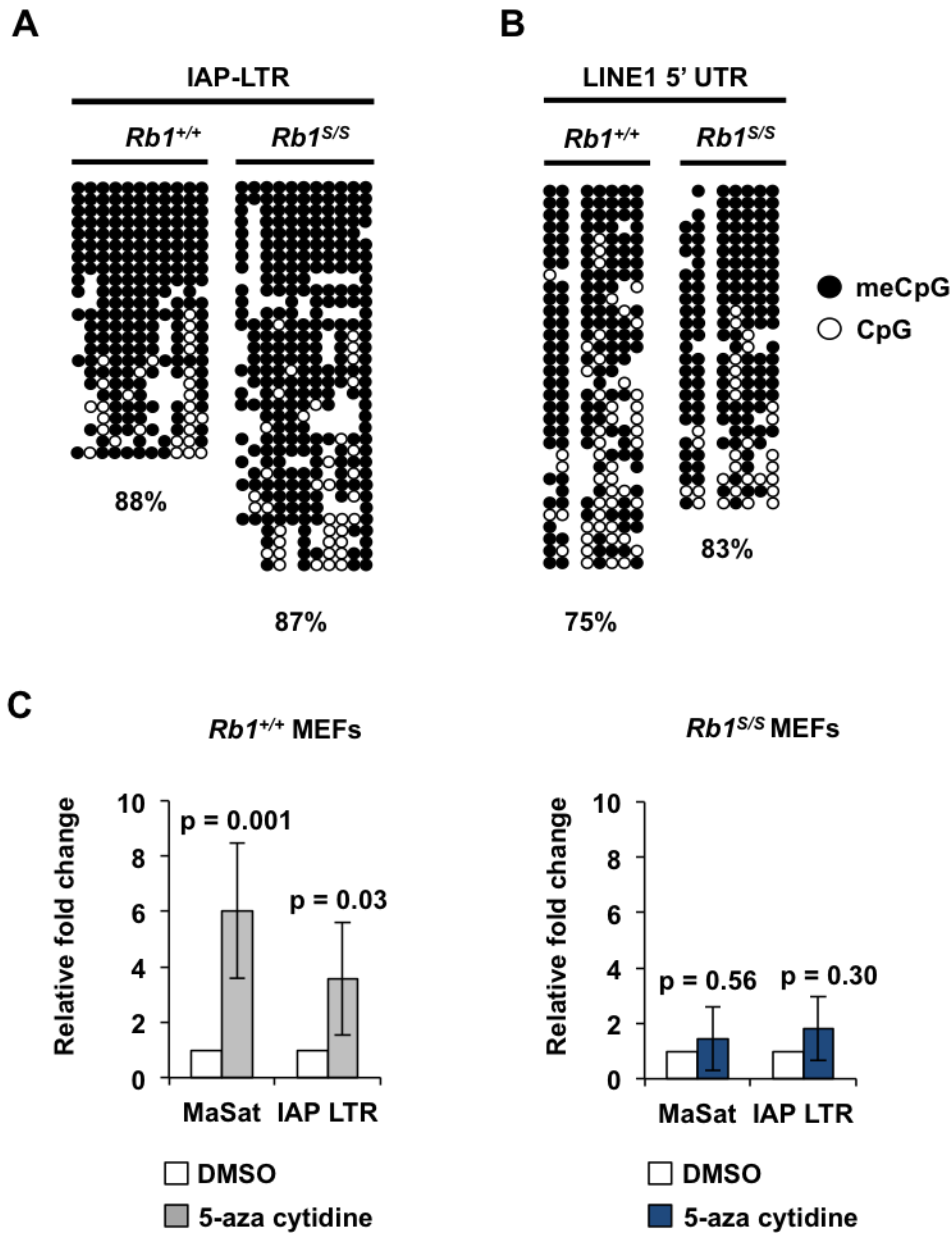 A
B
IAP-LTR
LINE1 5' UTR
Rb1+/+
Rb1S/S
Rb1+/+
Rb1S/S
meCpG
CpG
88%
83%
87%
75%
C
Rb1+/+ MEFs
Rb1S/S MEFs
Relative fold change
10
8
6
4
2
0
p = 0.001
p = 0.03
MaSat
IAP LTR
DMSO
5-aza cytidine
Relative fold change
10
8
6
4
2
0
p = 0.56
p = 0.30
MaSat
IAP LTR
DMSO
5-aza cytidine